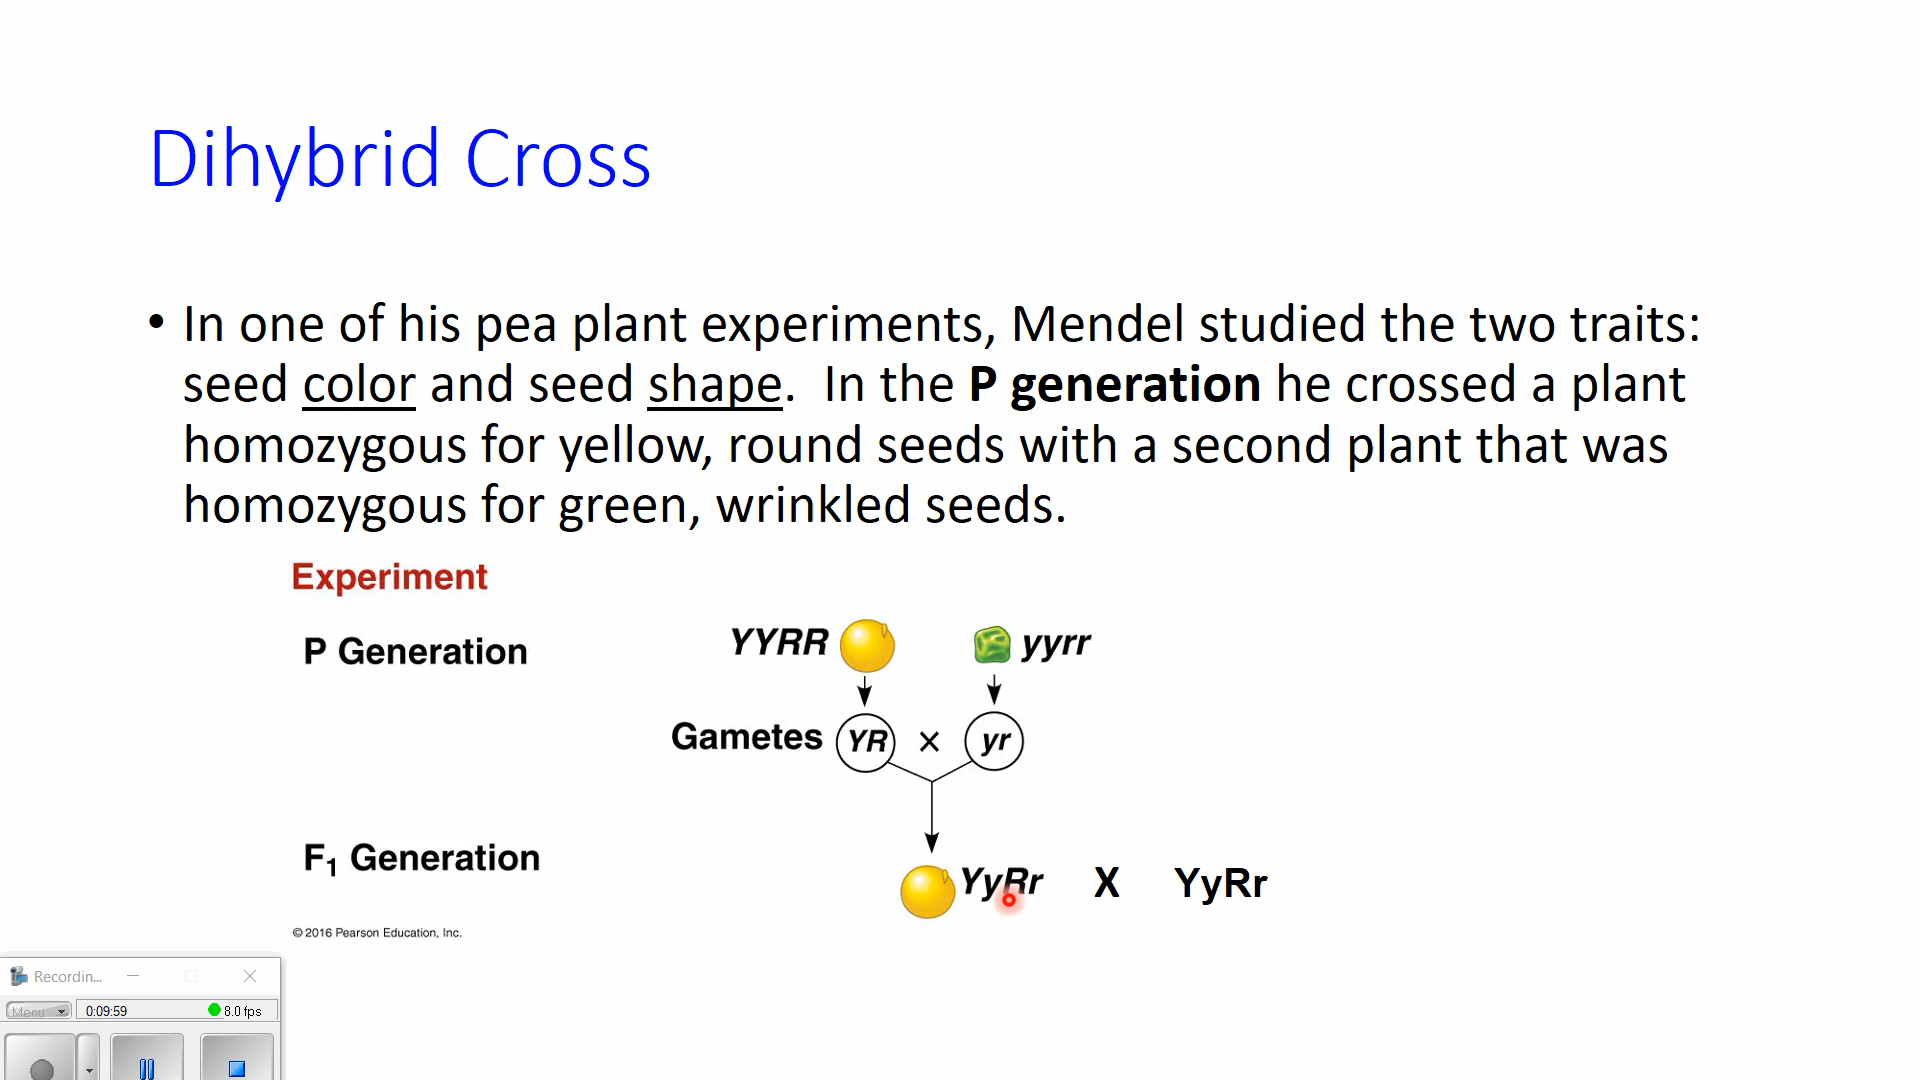 Dihybrid Cross
• In one of his pea plant experiments, Mendel studied the two traits:
seed color and seed shape.  In the P generation he crossed a plant
homozygous for yellow, round seeds with a second plant that was
homozygous for green, wrinkled seeds.
Experiment
P Generation YYRR yyrr
Gametes YR × yr
F₁ Generation YyRr X YyRr
© 2016 Pearson Education, Inc.
Recordin...
Menu 0:09:59 8.0 fps